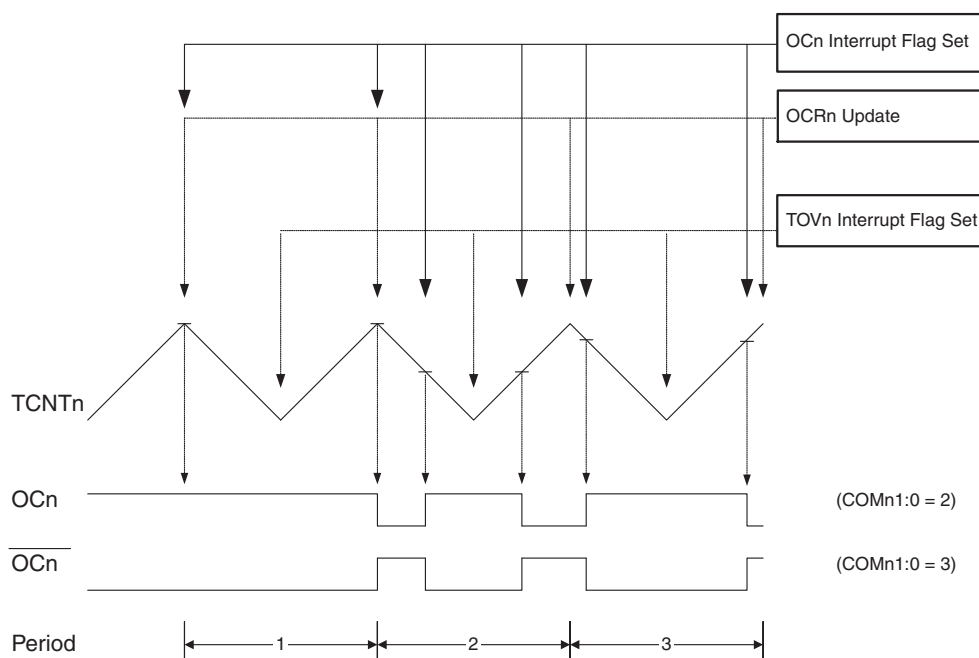 OCn Interrupt Flag Set
OCRn Update
TOVn Interrupt Flag Set
TCNTn
OCn
(COMn1:0 = 2)
OCn
(COMn1:0 = 3)
Period
1
2
3